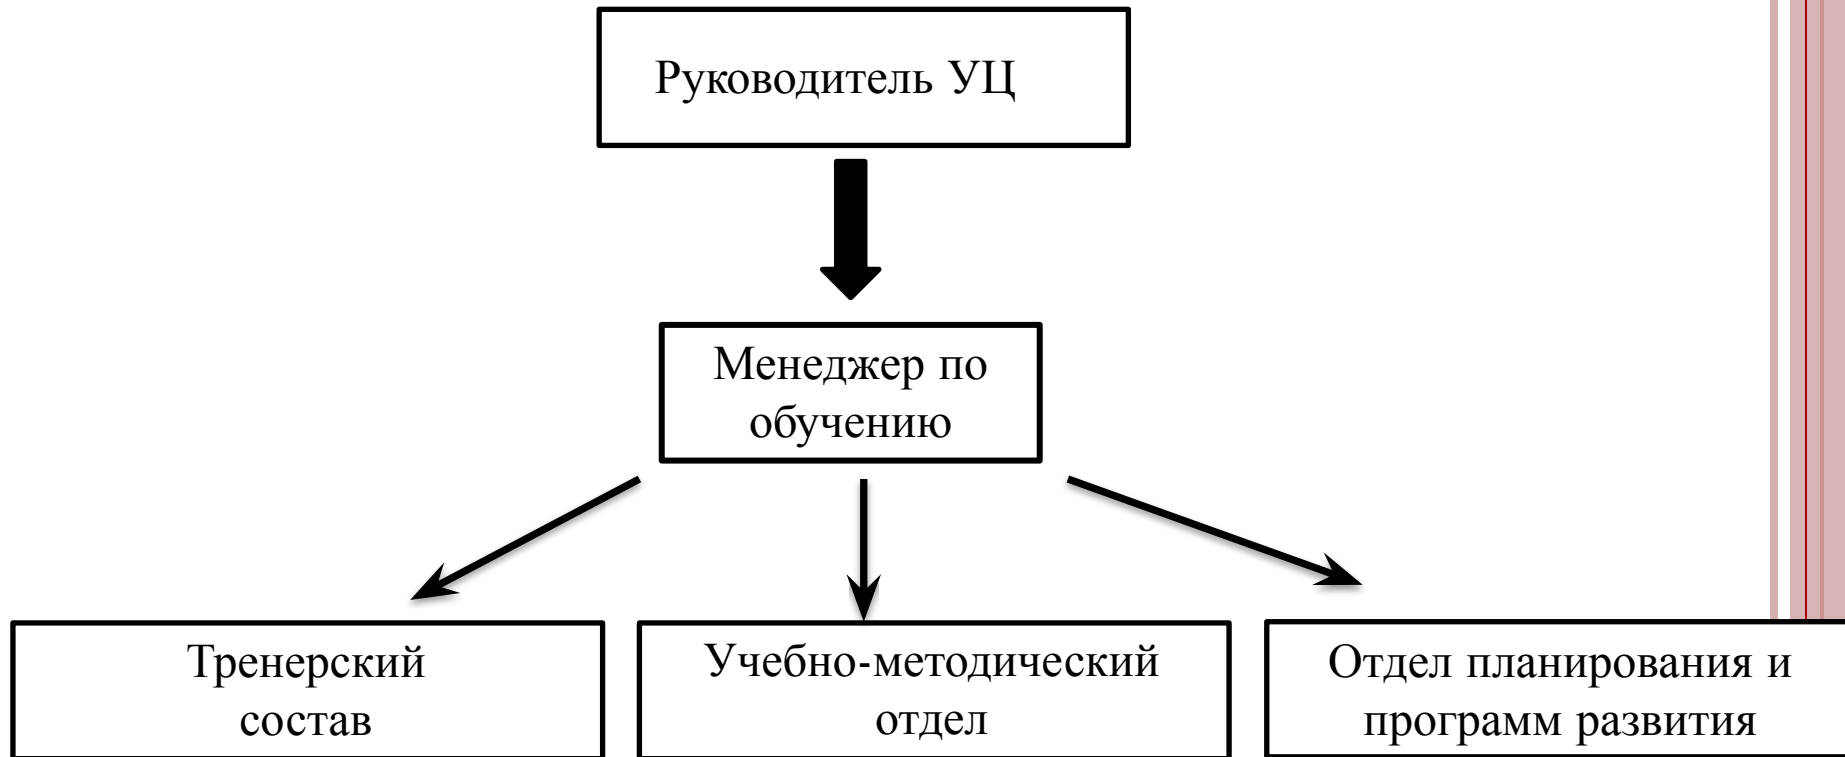 Руководитель УЦ
Менеджер по
обучению
Тренерский
состав
Учебно-методический
отдел
Отдел планирования и
программ развития